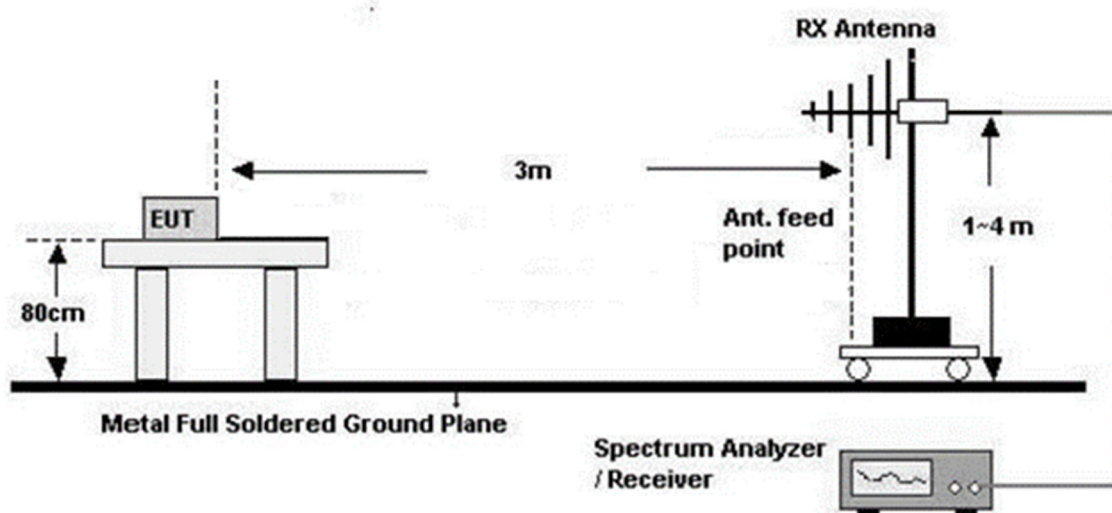 RX Antenna
3m
EUT
Ant. feed
point
1~4 m
80cm
Metal Full Soldered Ground Plane
Spectrum Analyzer
/ Receiver